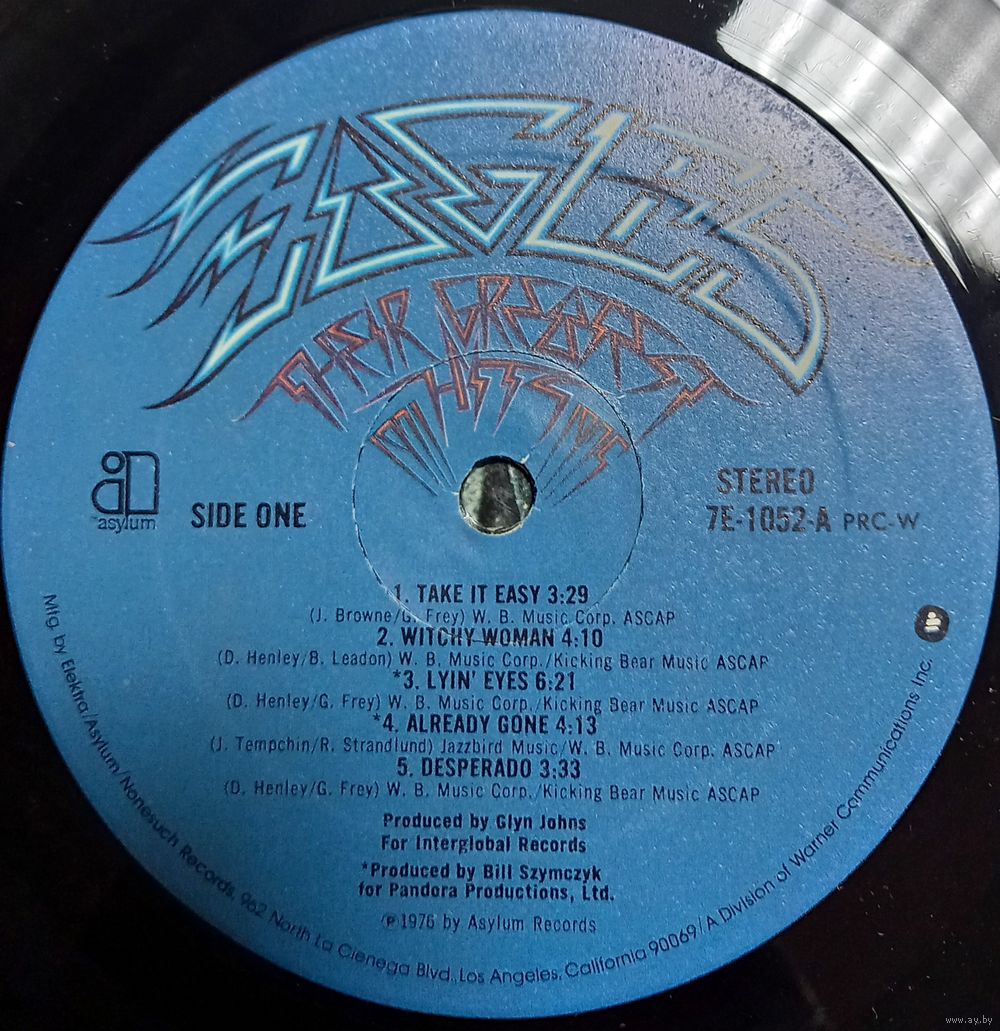 EAGLES
THEIR GREATEST
HITS
asylum
SIDE ONE
STEREO
7E-1052-A PRC-W
1. TAKE IT EASY 3:29
(J. Browne/G. Frey) W. B. Music Corp. ASCAP
2. WITCHY WOMAN 4:10
(D. Henley/B. Leadon) W. B. Music Corp./Kicking Bear Music ASCAP
*3. LYIN' EYES 6:21
(D. Henley/G. Frey) W. B. Music Corp./Kicking Bear Music ASCAP
*4. ALREADY GONE 4:13
(J. Tempchin/R. Strandlund) Jazzbird Music/W. B. Music Corp. ASCAP
5. DESPERADO 3:33
(D. Henley/G. Frey) W. B. Music Corp./Kicking Bear Music ASCAP
Produced by Glyn Johns
For Interglobal Records
*Produced by Bill Szymczyk
for Pandora Productions, Ltd.
℗1976 by Asylum Records
Mfg. by Elektra/Asylum/Nonesuch Records, 962 North La Cienega Blvd., Los Angeles, California 90069/A Division of Warner Communications Inc.
www.ay.by